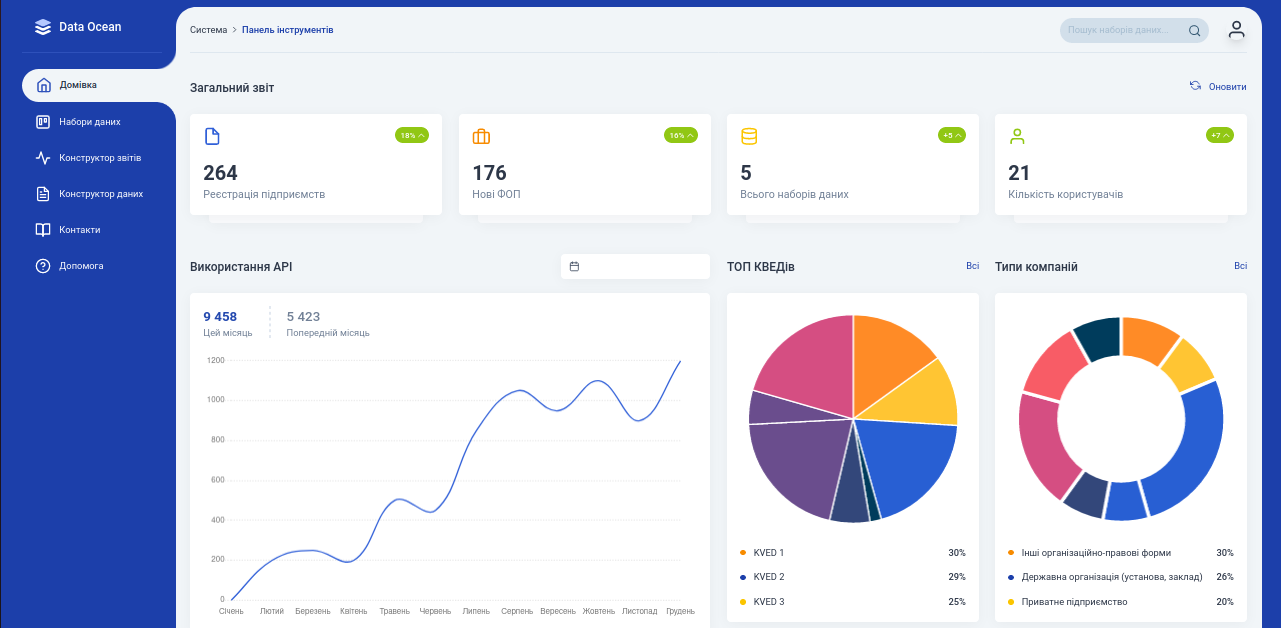 Data Ocean
Домівка
Набори даних
Конструктор звітів
Конструктор даних
Контакти
Допомога
Система > Панель інструментів
Пошук наборів даних...
Загальний звіт
Оновити
18%
264
Реєстрація підприємств
16%
176
Нові ФОП
+5
5
Всього наборів даних
+7
21
Кількість користувачів
Використання API
9 458
Цей місяць
5 423
Попередній місяць
1200
1000
800
600
400
200
0
Січень Лютий Березень Квітень Травень Червень Липень Серпень Вересень Жовтень Листопад Грудень
ТОП КВЕДів
Всі
KVED 1 30%
KVED 2 29%
KVED 3 25%
Типи компаній
Всі
Інші організаційно-правові форми 30%
Державна організація (установа, заклад) 26%
Приватне підприємство 20%